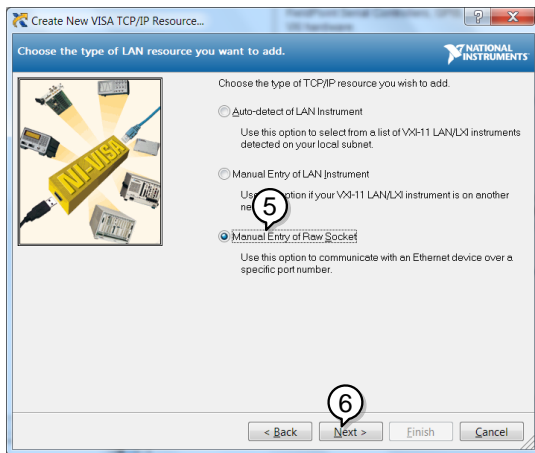 Create New VISA TCP/IP Resource...
Choose the type of LAN resource you want to add.
NATIONAL
INSTRUMENTS
Choose the type of TCP/IP resource you wish to add.
Auto-detect of LAN Instrument
Use this option to select from a list of VXI-11 LAN/LXI instruments
detected on your local subnet.
Manual Entry of LAN Instrument
option if your VXI-11 LAN/LXI instrument is on another
5
Manual Entry of Raw Socket
Use this option to communicate with an Ethernet device over a
specific port number.
NI-VISA
6
< Back
Next >
Finish
Cancel